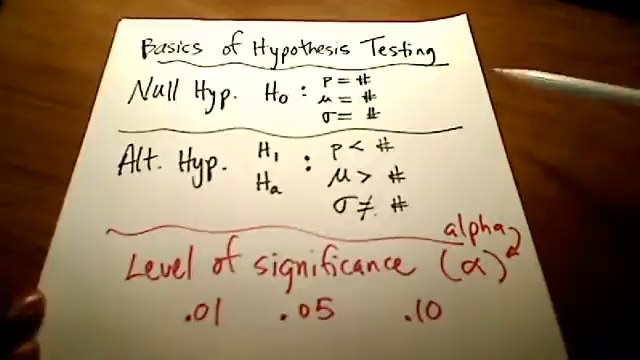 Basics of Hypothesis Testing
Null Hyp. H₀ : p = #
μ = #
σ = #
Alt. Hyp. H₁ : p < #
Hₐ μ > #
σ ≠ #
alpha
Level of significance (α)
.01 .05 .10